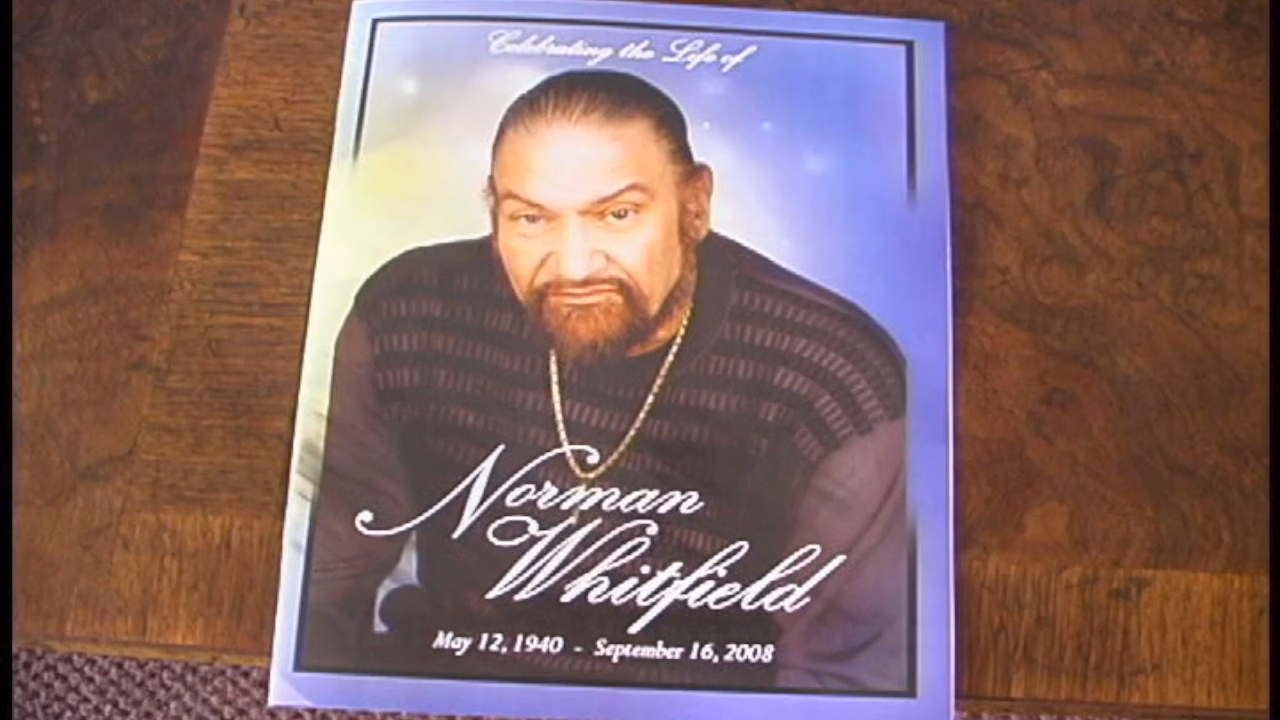 Celebrating the Life of
Norman
Whitfield
May 12, 1940 - September 16, 2008